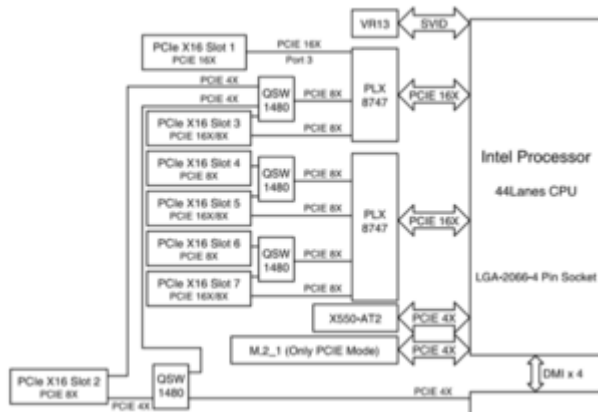 VR13
SVID
PCIe X16 Slot 1
PCIE 16X
PCIE 16X
Port 3
PCIE 4X
PCIE 4X
QSW
1480
PCIE 8X
PLX
8747
PCIE 16X
PCIe X16 Slot 3
PCIE 16X/8X
PCIE 8X
PCIe X16 Slot 4
PCIE 8X
QSW
1480
PCIE 8X
PCIe X16 Slot 5
PCIE 16X/8X
PCIE 8X
PLX
8747
PCIE 16X
PCIe X16 Slot 6
PCIE 8X
QSW
1480
PCIE 8X
PCIe X16 Slot 7
PCIE 16X/8X
PCIE 8X
Intel Processor
44Lanes CPU
LGA-2066-4 Pin Socket
X550-AT2
PCIE 4X
M.2_1 (Only PCIE Mode)
PCIE 4X
DMI x 4
PCIe X16 Slot 2
PCIE 8X
PCIE 4X
QSW
1480
PCIE 4X